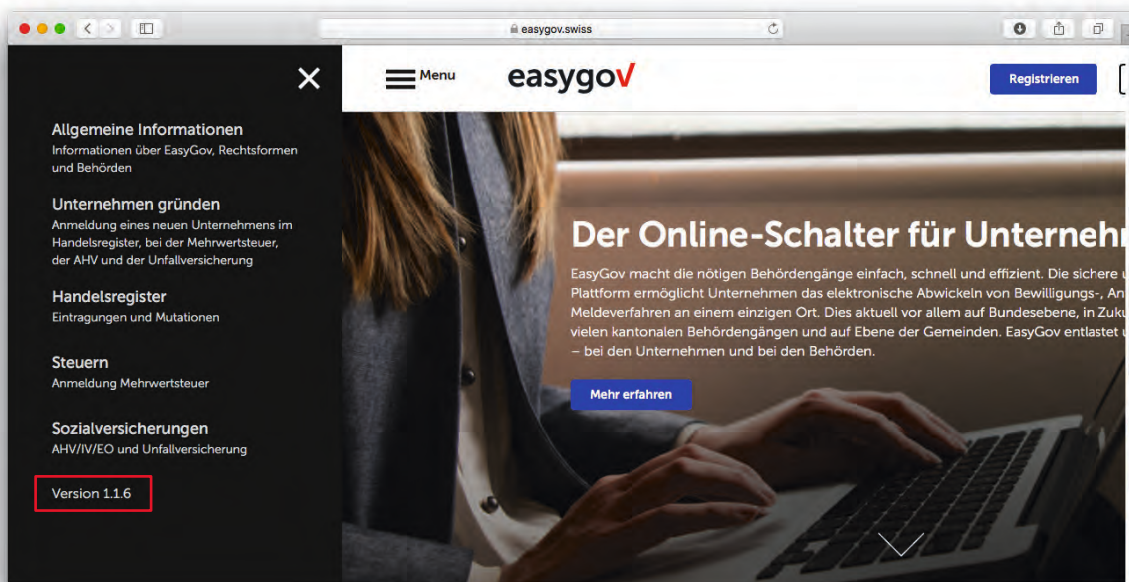 easygov.swiss
Allgemeine Informationen
Informationen über EasyGov, Rechtsformen
und Behörden
Unternehmen gründen
Anmeldung eines neuen Unternehmens im
Handelsregister, bei der Mehrwertsteuer,
der AHV und der Unfallversicherung
Handelsregister
Eintragungen und Mutationen
Steuern
Anmeldung Mehrwertsteuer
Sozialversicherungen
AHV/IV/EO und Unfallversicherung
Version 1.1.6
Menu
easygov
Registrieren
Der Online-Schalter für
EasyGov macht die nötigen Behördengänge einfach, schnell und effizient. Die sichere
Plattform ermöglicht Unternehmen das elektronische Abwickeln von Bewilligungs-,
Meldeverfahren an einem einzigen Ort. Dies aktuell vor allem auf Bundesebene, in
vielen kantonalen Behördengängen und auf Ebene der Gemeinden. EasyGov entlastet
– bei den Unternehmen und bei den Behörden.
Mehr erfahren